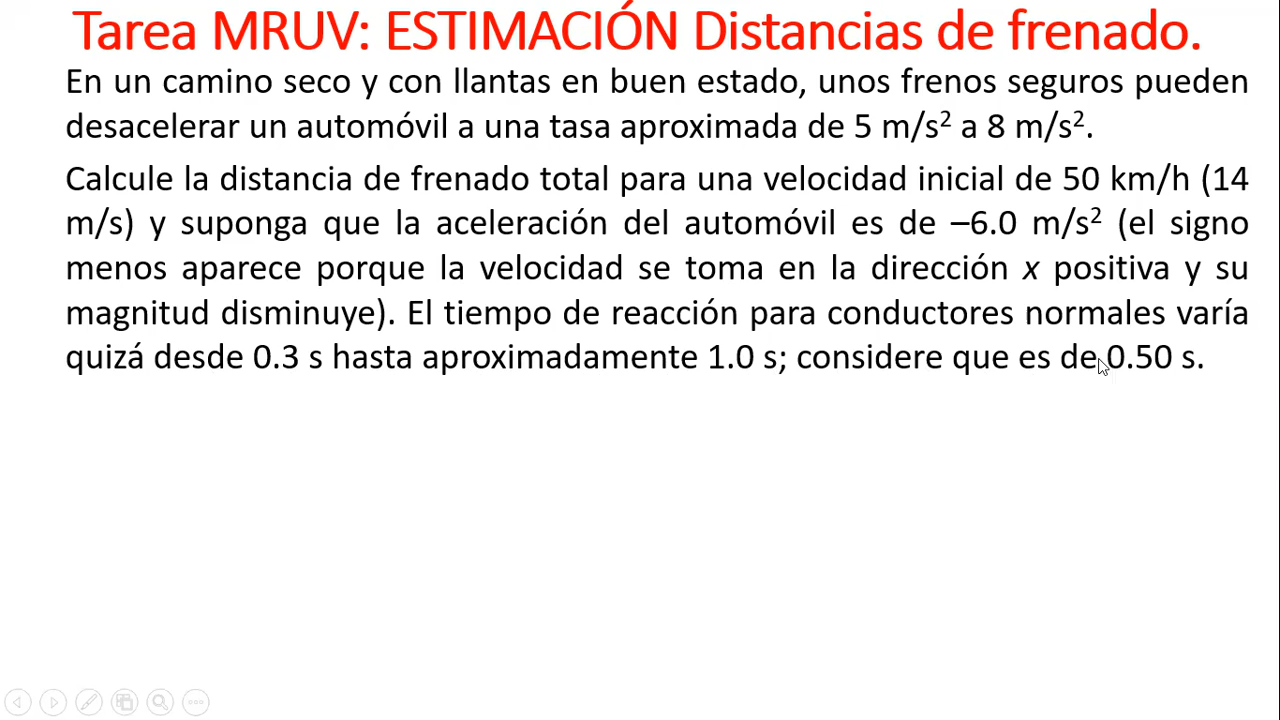 Tarea MRUV: ESTIMACIÓN Distancias de frenado.
En un camino seco y con llantas en buen estado, unos frenos seguros pueden
desacelerar un automóvil a una tasa aproximada de 5 m/s² a 8 m/s².
Calcule la distancia de frenado total para una velocidad inicial de 50 km/h (14
m/s) y suponga que la aceleración del automóvil es de –6.0 m/s² (el signo
menos aparece porque la velocidad se toma en la dirección x positiva y su
magnitud disminuye). El tiempo de reacción para conductores normales varía
quizá desde 0.3 s hasta aproximadamente 1.0 s; considere que es de 0.50 s.